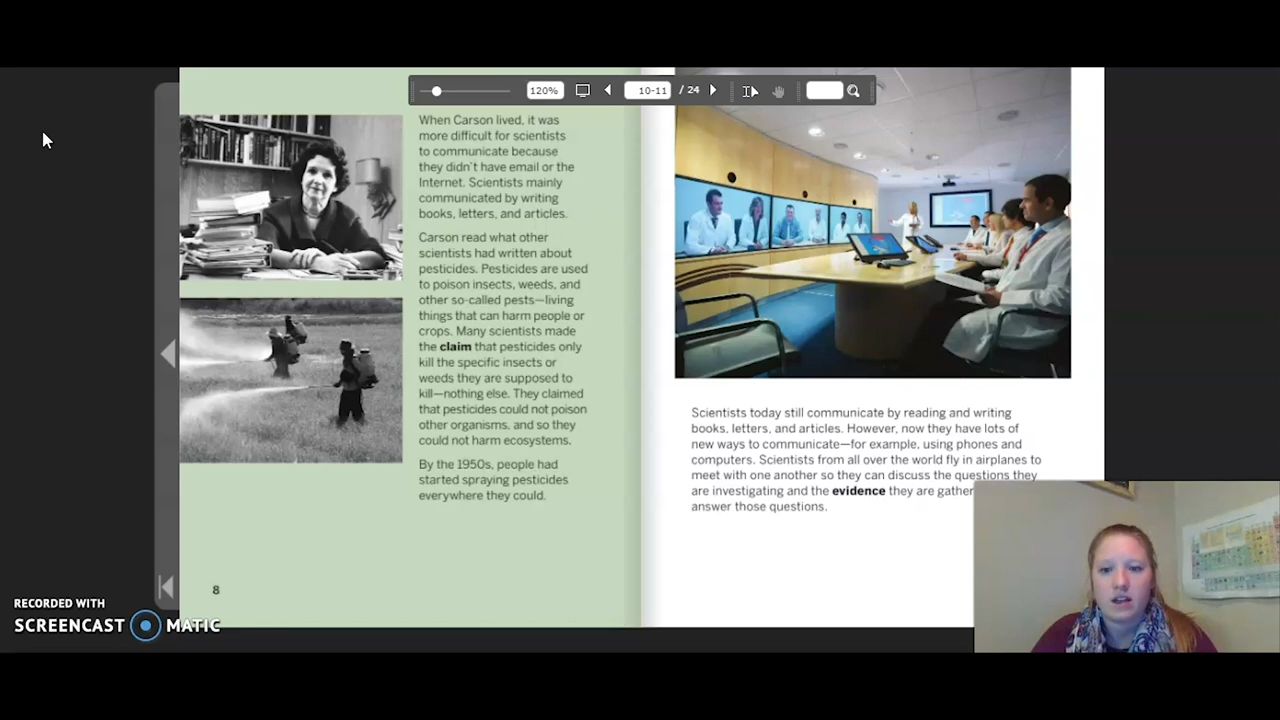 120%
10-11 / 24
When Carson lived, it was
more difficult for scientists
to communicate because
they didn't have email or the
Internet. Scientists mainly
communicated by writing
books, letters, and articles.
Carson read what other
scientists had written about
pesticides. Pesticides are used
to poison insects, weeds, and
other so-called pests—living
things that can harm people or
crops. Many scientists made
the claim that pesticides only
kill the specific insects or
weeds they are supposed to
kill—nothing else. They claimed
that pesticides could not poison
other organisms, and so they
could not harm ecosystems.
By the 1950s, people had
started spraying pesticides
everywhere they could.
8
Scientists today still communicate by reading and writing
books, letters, and articles. However, now they have lots of
new ways to communicate—for example, using phones and
computers. Scientists from all over the world fly in airplanes to
meet with one another so they can discuss the questions they
are investigating and the evidence they are gather
answer those questions.
RECORDED WITH
SCREENCAST MATIC